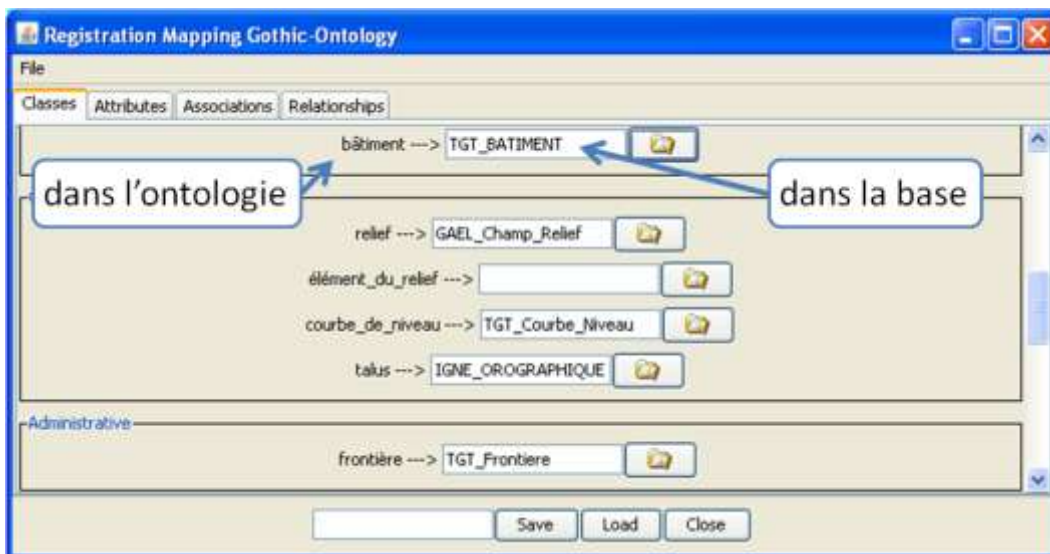 Registration Mapping Gothic-Ontology
File
Classes Attributes Associations Relationships
bâtiment ---> TGT_BATIMENT
dans l'ontologie
dans la base
relief ---> GAEL_Champ_Relief
élément_du_relief --->
courbe_de_niveau ---> TGT_Courbe_Niveau
talus ---> IGNE_OROGRAPHIQUE
Administrative
frontière ---> TGT_Frontiere
Save Load Close